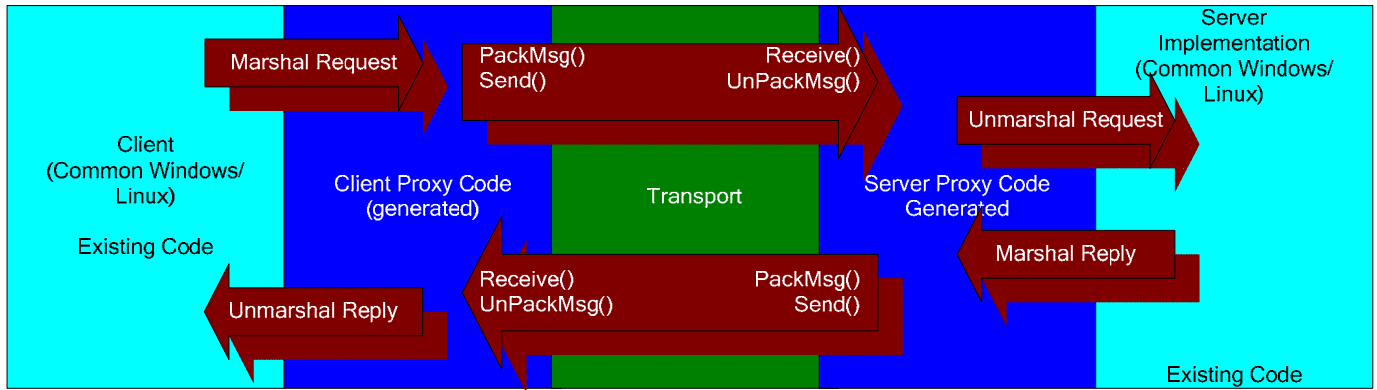 Marshal Request
PackMsg()
Send()
Receive()
UnPackMsg()
Server
Implementation
(Common Windows/
Linux)
Unmarshal Request
Client
(Common Windows/
Linux)
Existing Code
Client Proxy Code
(generated)
Transport
Server Proxy Code
Generated
Marshal Reply
PackMsg()
Send()
Receive()
UnPackMsg()
Unmarshal Reply
Existing Code